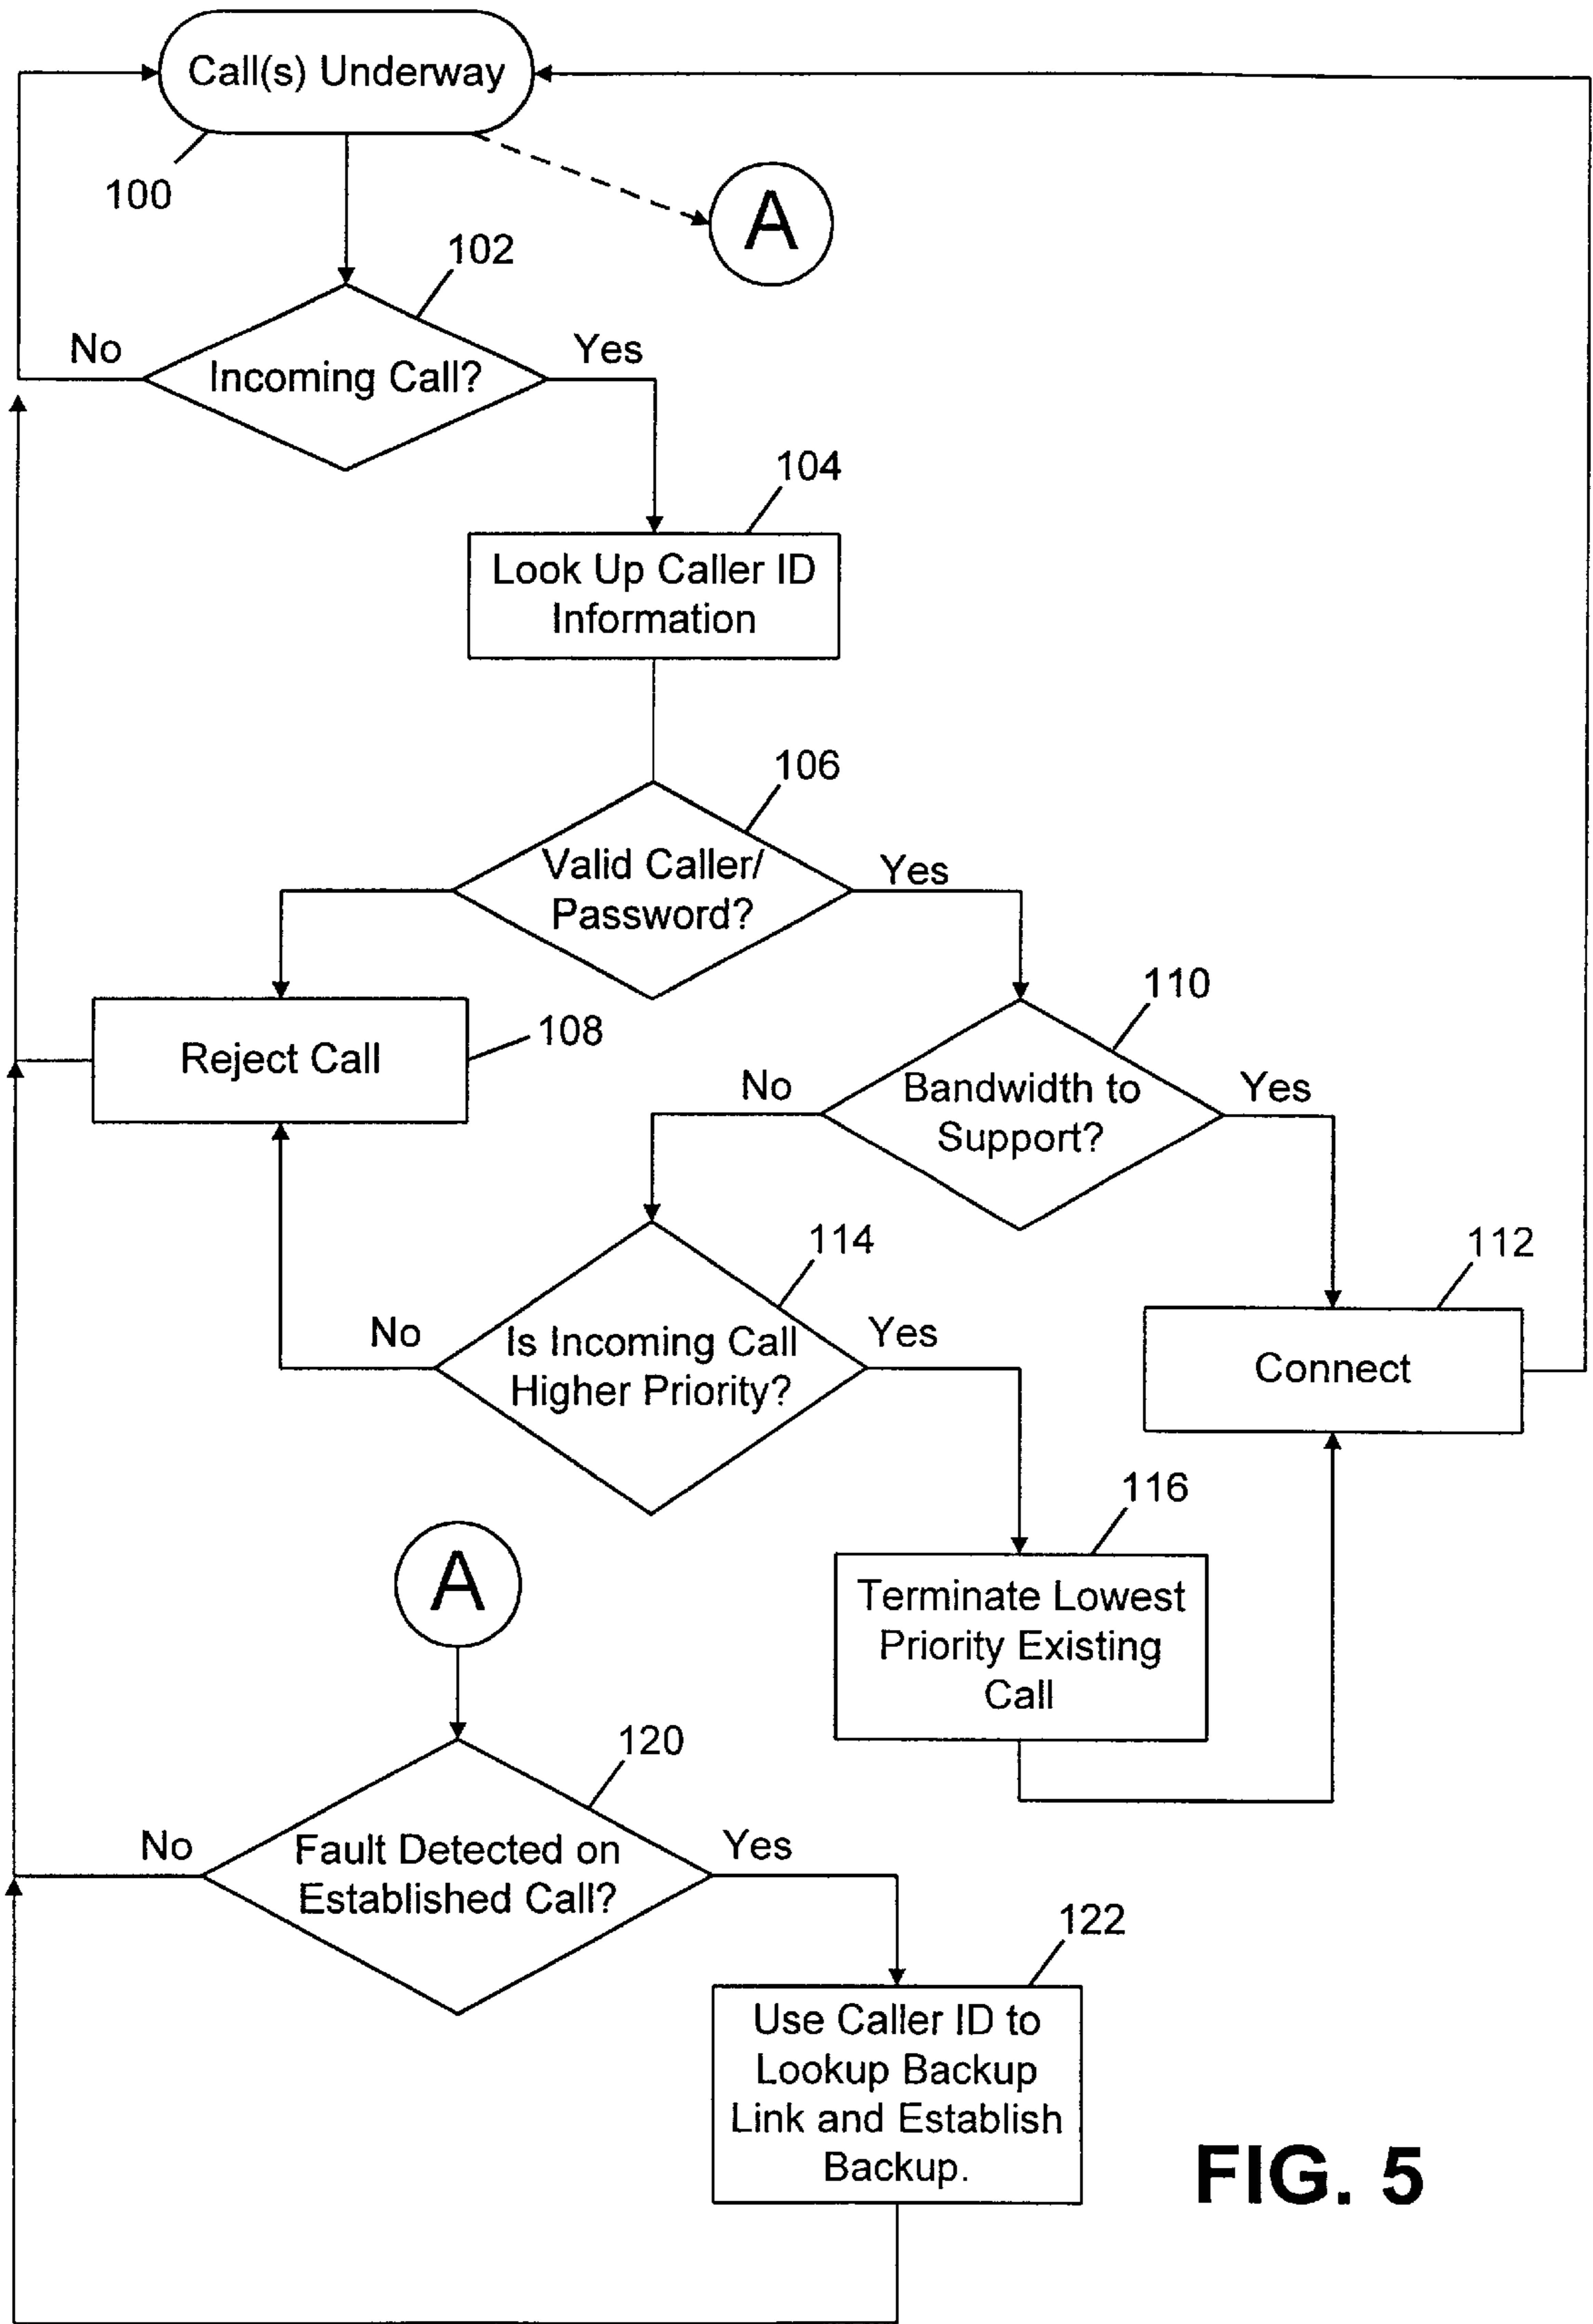 Call(s) Underway
100
A
102
No
Yes
Incoming Call?
104
Look Up Caller ID
Information
106
Valid Caller/
Password?
Yes
110
108
Reject Call
No
Bandwidth to
Support?
Yes
114
112
No
Is Incoming Call
Higher Priority?
Yes
Connect
116
A
Terminate Lowest
Priority Existing
Call
120
No
Fault Detected on
Established Call?
Yes
122
Use Caller ID to
Lookup Backup
Link and Establish
Backup.
FIG. 5